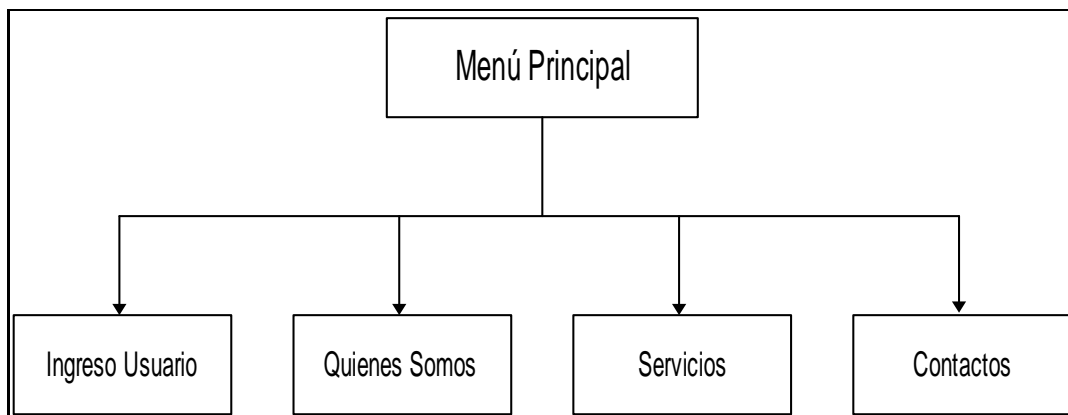 Menú Principal
Ingreso Usuario
Quienes Somos
Servicios
Contactos